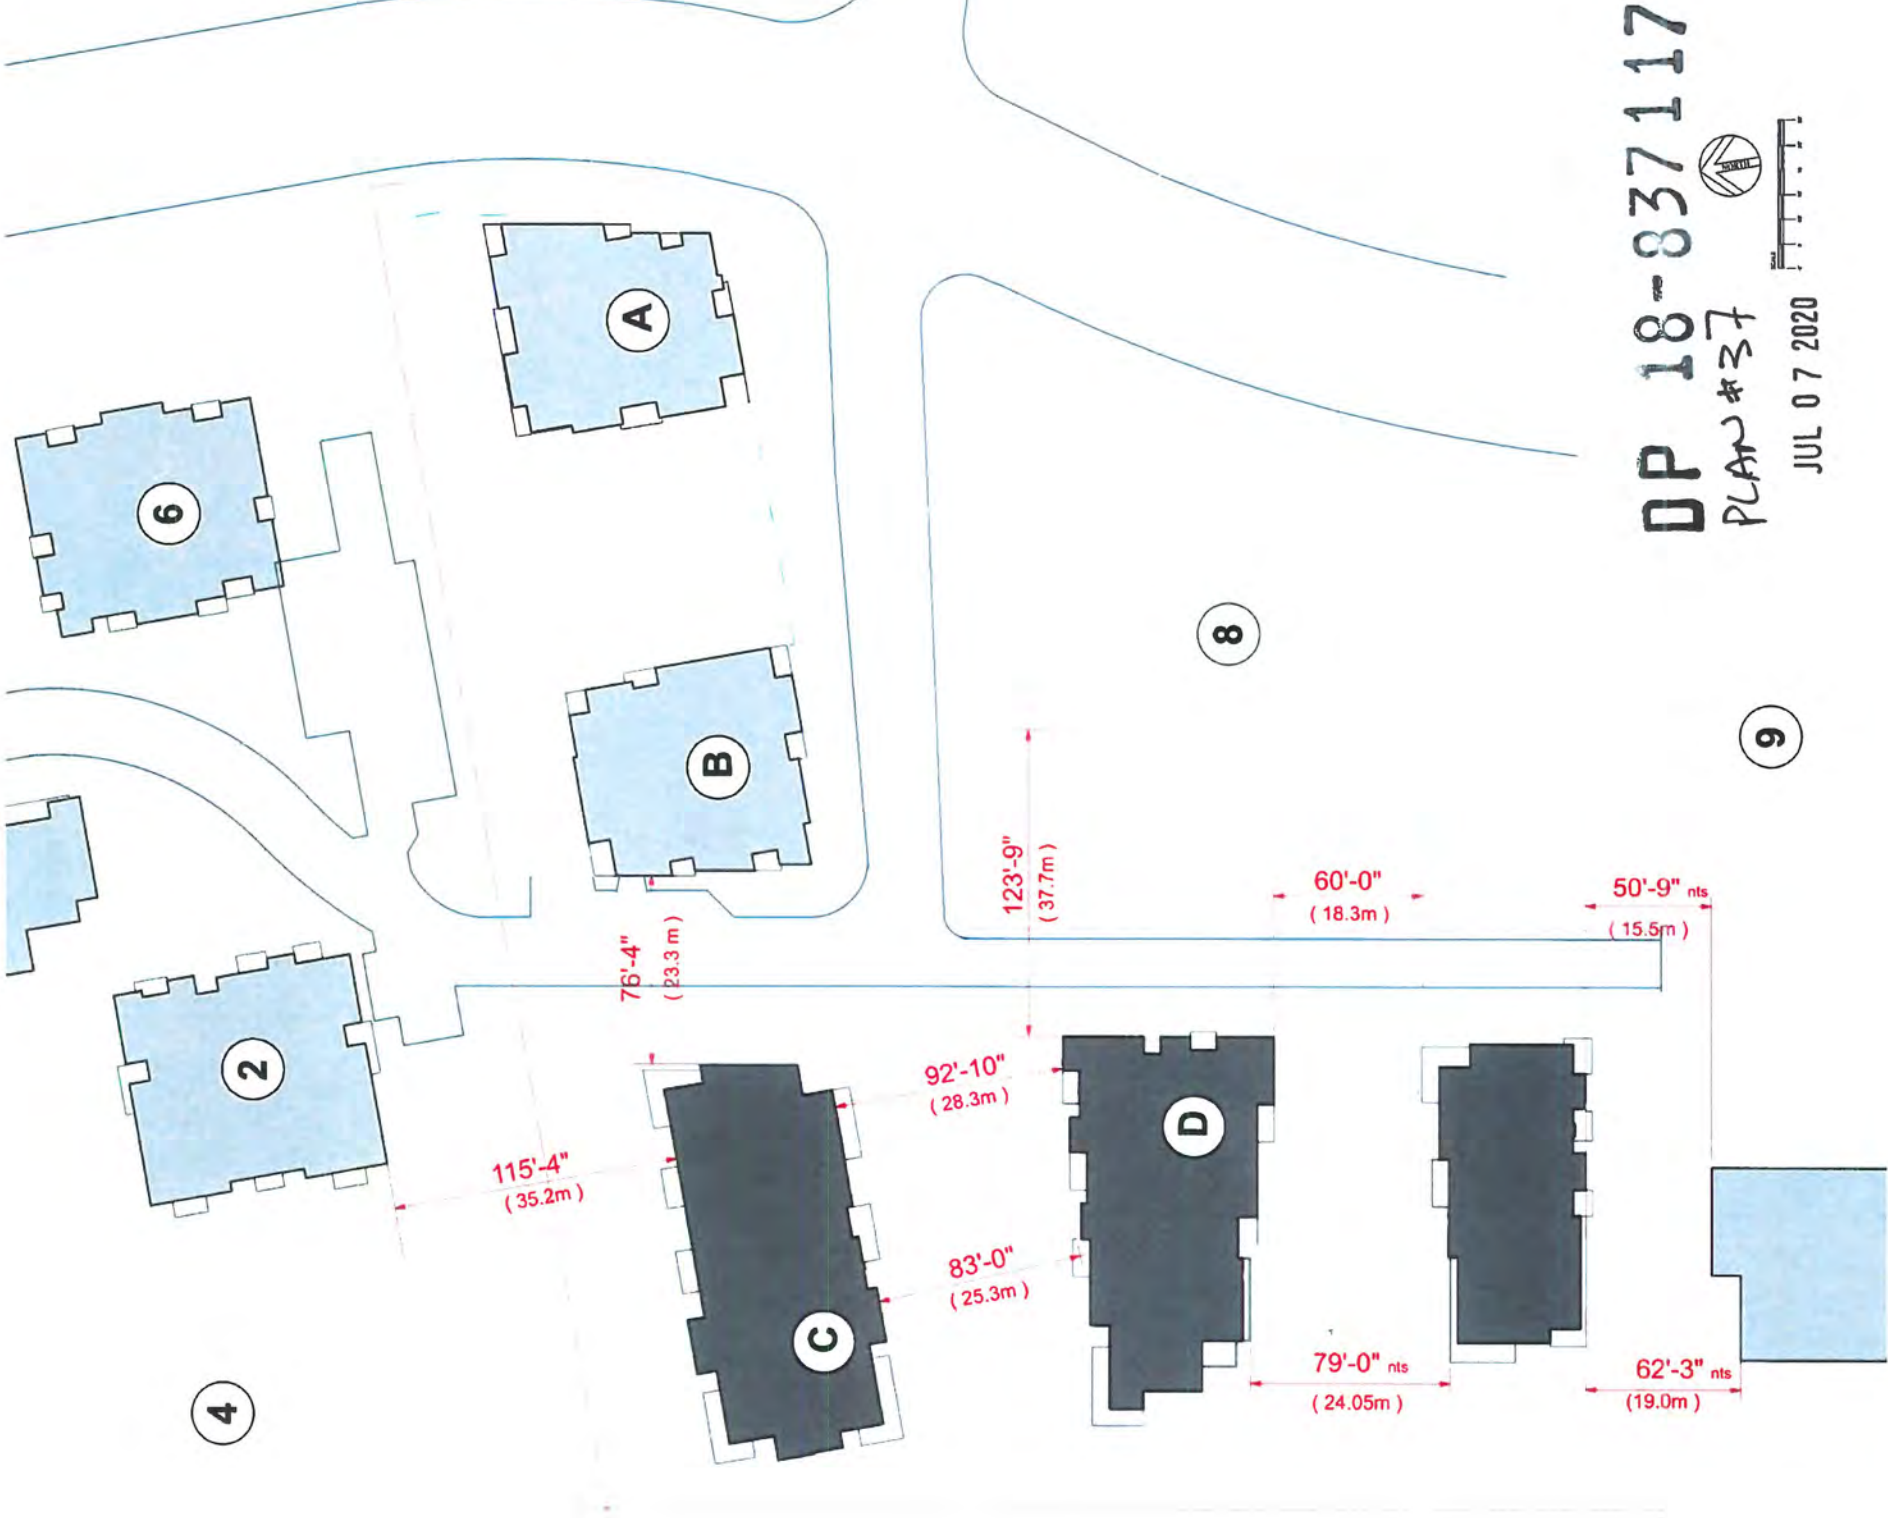 DP 18-837117
PLAN #37
JUL 07 2020
NORTH
6
A
2
B
8
9
4
C
D
76'-4"
( 23.3 m )
123'-9"
( 37.7m )
60'-0"
( 18.3m )
50'-9" nts
( 15.5m )
115'-4"
( 35.2m )
92'-10"
( 28.3m )
83'-0"
( 25.3m )
79'-0" nts
( 24.05m )
62'-3" nts
(19.0m )